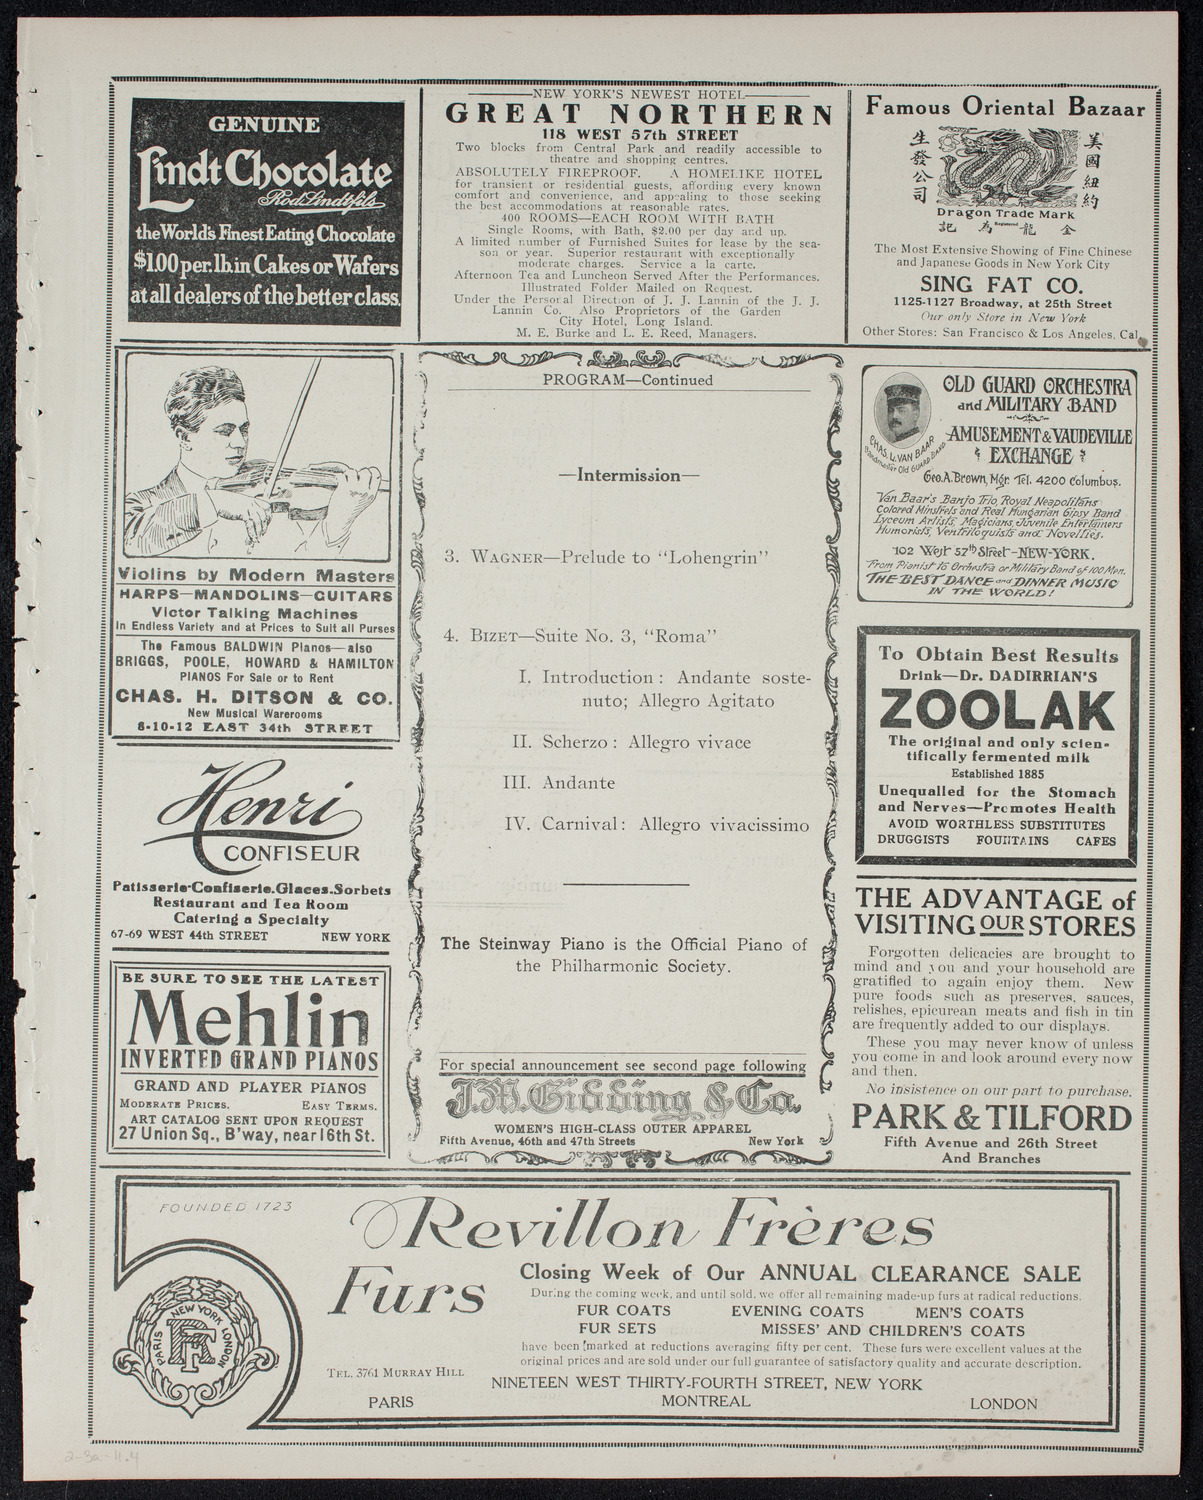 GENUINE
Lindt Chocolate
Rod. Lindt fils
the World's Finest Eating Chocolate
$1.00 per. lb in Cakes or Wafers
at all dealers of the better class.
NEW YORK'S NEWEST HOTEL
GREAT NORTHERN
118 WEST 57th STREET
Two blocks from Central Park and readily accessible to
theatre and shopping centres.
ABSOLUTELY FIREPROOF. A HOMELIKE HOTEL
for transient or residential guests, affording every known
comfort and convenience, and appealing to those seeking
the best accommodations at reasonable rates.
400 ROOMS—EACH ROOM WITH BATH
Single Rooms, with Bath, $2.00 per day and up.
A limited number of Furnished Suites for lease by the sea-
son or year. Superior restaurant with exceptionally
moderate charges. Service a la carte.
Afternoon Tea and Luncheon Served After the Performances.
Illustrated Folder Mailed on Request.
Under the Personal Direction of J. J. Lannin of the J. J.
Lannin Co. Also Proprietors of the Garden
City Hotel, Long Island.
M. E. Burke and L. E. Reed, Managers.
Famous Oriental Bazaar
生發公司
美國紐約
Dragon Trade Mark
Registered
記 馬 龍 金
The Most Extensive Showing of Fine Chinese
and Japanese Goods in New York City
SING FAT CO.
1125-1127 Broadway, at 25th Street
Our only Store in New York
Other Stores: San Francisco & Los Angeles, Cal.
Violins by Modern Masters
HARPS—MANDOLINS—GUITARS
Victor Talking Machines
In Endless Variety and at Prices to Suit all Purses
The Famous BALDWIN Pianos—also
BRIGGS, POOLE, HOWARD & HAMILTON
PIANOS For Sale or to Rent
CHAS. H. DITSON & CO.
New Musical Warerooms
8-10-12 EAST 34th STREET
Henri
CONFISEUR
Patisserie-Confiserie.Glaces.Sorbets
Restaurant and Tea Room
Catering a Specialty
67-69 WEST 44th STREET NEW YORK
BE SURE TO SEE THE LATEST
Mehlin
INVERTED GRAND PIANOS
GRAND AND PLAYER PIANOS
MODERATE PRICES. EASY TERMS.
ART CATALOG SENT UPON REQUEST
27 Union Sq., B'way, near 16th St.
PROGRAM—Continued
—Intermission—
3. WAGNER—Prelude to "Lohengrin"
4. BIZET—Suite No. 3, "Roma"
I. Introduction: Andante soste-
nuto; Allegro Agitato
II. Scherzo: Allegro vivace
III. Andante
IV. Carnival: Allegro vivacissimo
The Steinway Piano is the Official Piano of
the Philharmonic Society.
For special announcement see second page following
J.M. Gidding & Co.
WOMEN'S HIGH-CLASS OUTER APPAREL
Fifth Avenue, 46th and 47th Streets New York
OLD GUARD ORCHESTRA
and MILITARY BAND
AMUSEMENT & VAUDEVILLE
EXCHANGE
CHAS. L. VAN BAAR
Bandmaster Old GUARD BAND
Geo. A. Brown, Mgr. Tel. 4200 Columbus.
Van Baar's Banjo Trio, Royal Neapolitans
Colored Minstrels and Real Hungarian Gipsy Band
Lyceum Artists, Magicians, Juvenile Entertainers
Humorists, Ventriloquists and Novelties.
102 West 57th Street—NEW-YORK.
From Pianist to Orchestra or Military Band of 100 Men.
THE BEST DANCE and DINNER MUSIC
IN THE WORLD!
To Obtain Best Results
Drink—Dr. DADIRRIAN'S
ZOOLAK
The original and only scien-
tifically fermented milk
Established 1885
Unequalled for the Stomach
and Nerves—Promotes Health
AVOID WORTHLESS SUBSTITUTES
DRUGGISTS FOUNTAINS CAFES
THE ADVANTAGE of
VISITING OUR STORES
Forgotten delicacies are brought to
mind and you and your household are
gratified to again enjoy them. New
pure foods such as preserves, sauces,
relishes, epicurean meats and fish in tin
are frequently added to our displays.
These you may never know of unless
you come in and look around every now
and then.
No insistence on our part to purchase.
PARK & TILFORD
Fifth Avenue and 26th Street
And Branches
FOUNDED 1723
Revillon Frères
Furs
PARIS NEW YORK LONDON
RF
TEL. 3761 MURRAY HILL
Closing Week of Our ANNUAL CLEARANCE SALE
During the coming week, and until sold, we offer all remaining made-up furs at radical reductions.
FUR COATS EVENING COATS MEN'S COATS
FUR SETS MISSES' AND CHILDREN'S COATS
have been marked at reductions averaging fifty per cent. These furs were excellent values at the
original prices and are sold under our full guarantee of satisfactory quality and accurate description.
NINETEEN WEST THIRTY-FOURTH STREET, NEW YORK
PARIS MONTREAL LONDON